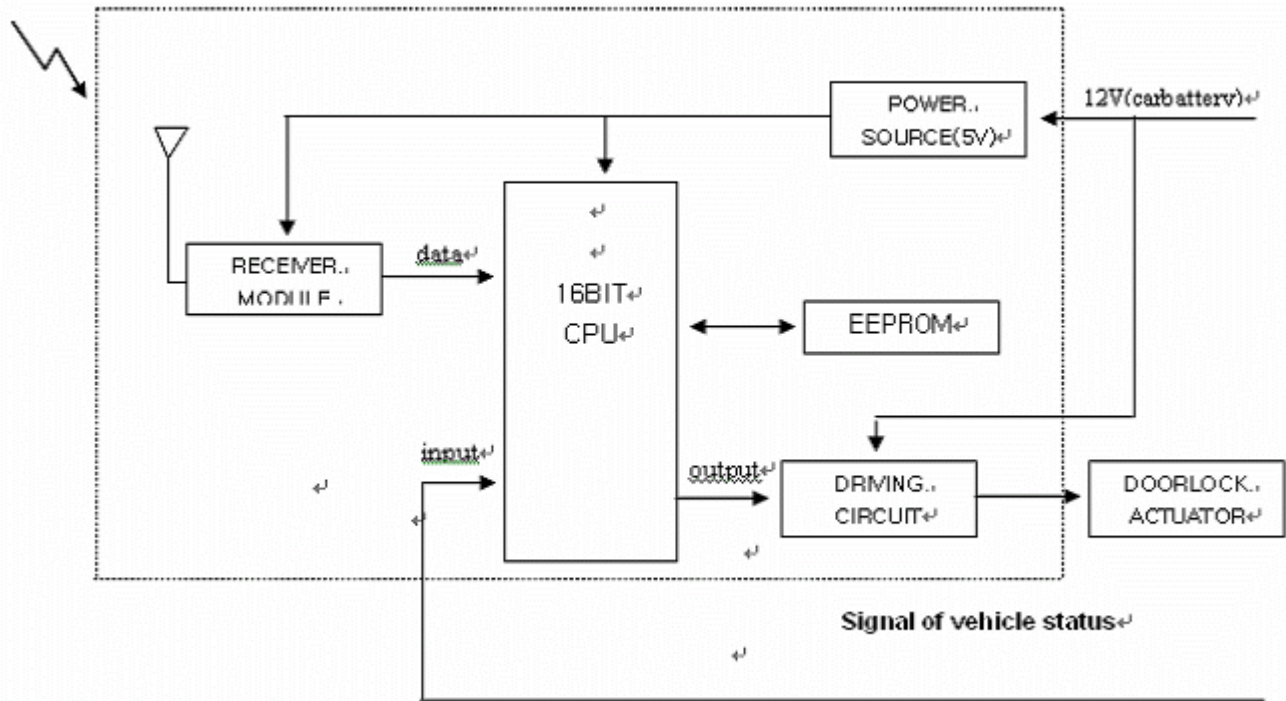 POWER
SOURCE(5V)
12V(carbattery)
data
RECEIVER
MODULE
16BIT
CPU
EEPROM
input
output
DRIVING
CIRCUIT
DOORLOCK
ACTUATOR
Signal of vehicle status